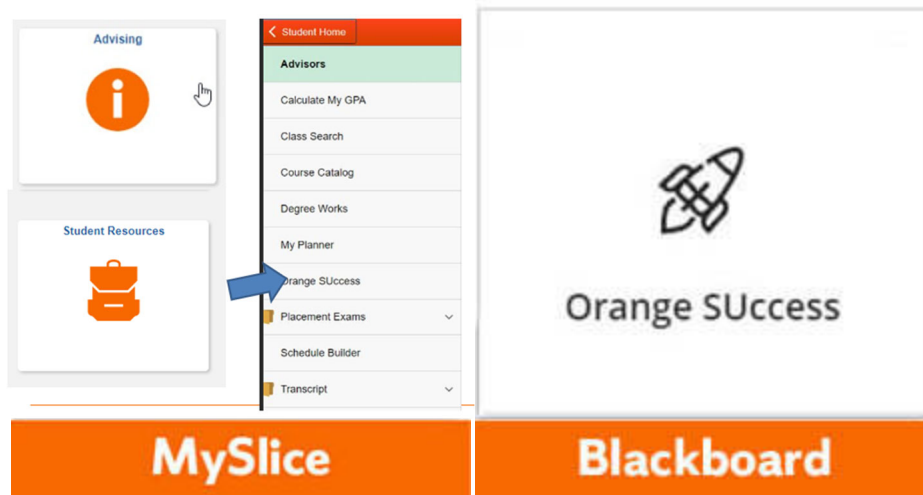 Advising
Student Resources
Student Home
Advisors
Calculate My GPA
Class Search
Course Catalog
Degree Works
My Planner
Orange SUccess
Placement Exams
Schedule Builder
Transcript
MySlice
Orange SUccess
Blackboard